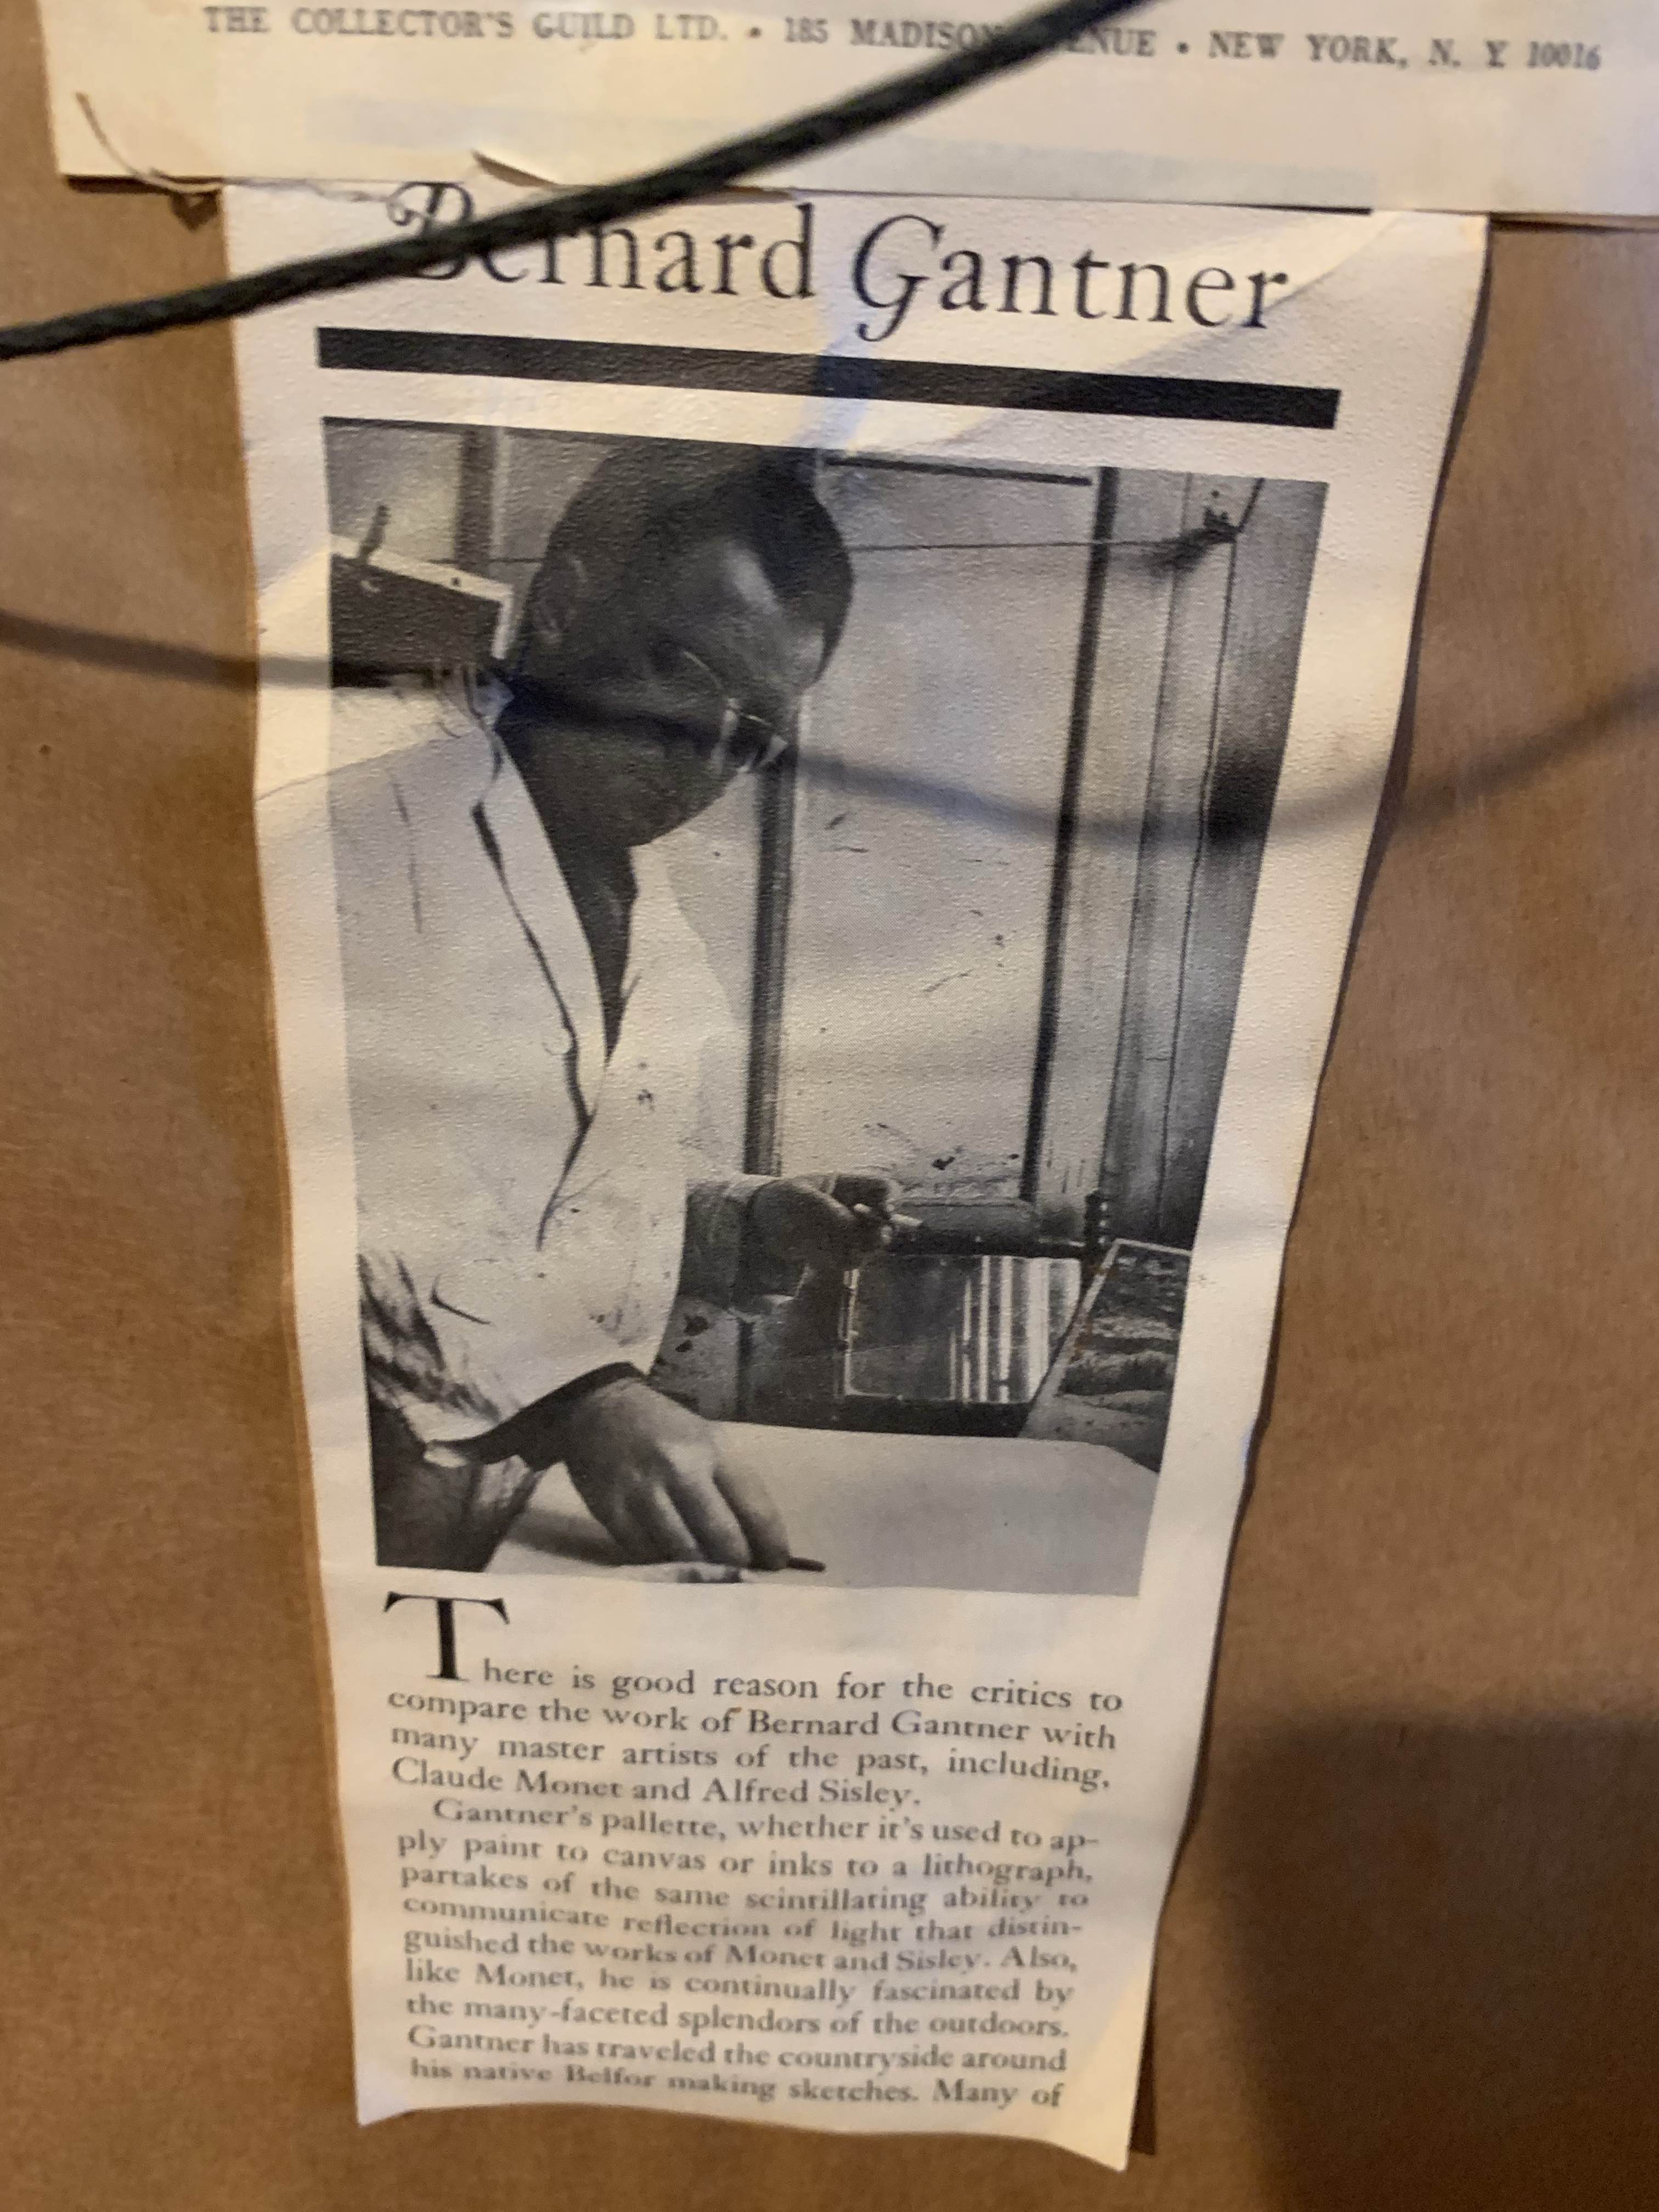 THE COLLECTOR'S GUILD LTD. • 185 MADISON AVENUE • NEW YORK, N. Y 10016
Bernard Gantner
There is good reason for the critics to
compare the work of Bernard Gantner with
many master artists of the past, including,
Claude Monet and Alfred Sisley.
Gantner's pallette, whether it's used to ap-
ply paint to canvas or inks to a lithograph,
partakes of the same scintillating ability to
communicate reflection of light that distin-
guished the works of Monet and Sisley. Also,
like Monet, he is continually fascinated by
the many-faceted splendors of the outdoors.
Gantner has traveled the countryside around
his native Belfor making sketches. Many of